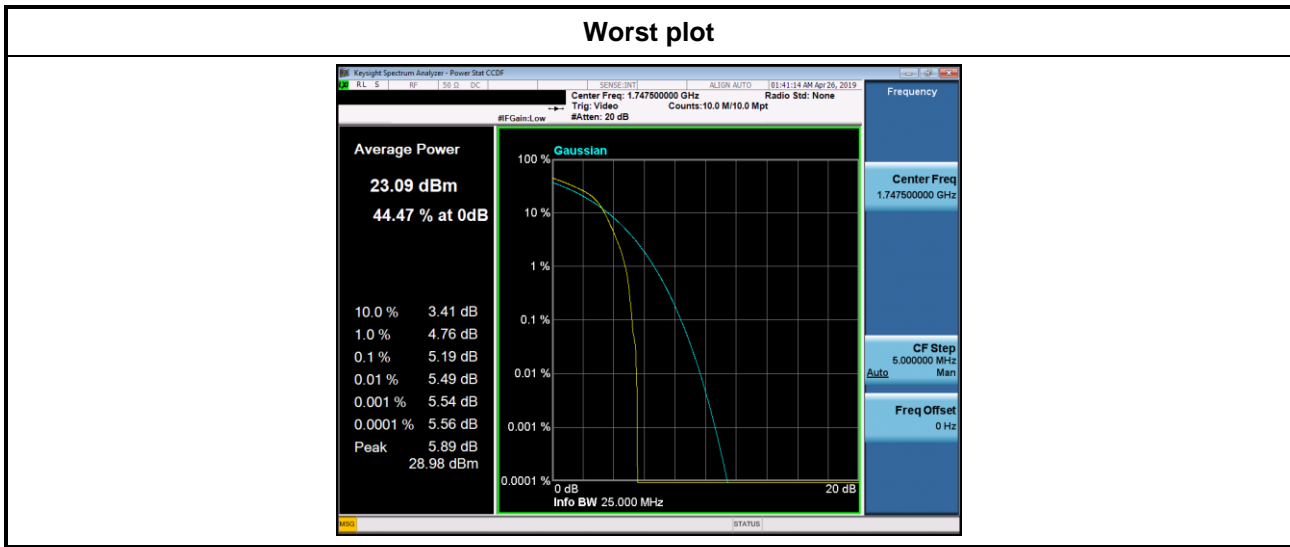 Worst plot
Keysight Spectrum Analyzer - Power Stat CCDF
RL S RF 50 Ω DC SENSE:INT ALIGN AUTO 01:41:14 AM Apr 26, 2019
Center Freq: 1.747500000 GHz Radio Std: None
Trig: Video Counts:10.0 M/10.0 Mpt
#IFGain:Low #Atten: 20 dB
Frequency
Average Power
23.09 dBm
44.47 % at 0dB
10.0 % 3.41 dB
1.0 % 4.76 dB
0.1 % 5.19 dB
0.01 % 5.49 dB
0.001 % 5.54 dB
0.0001 % 5.56 dB
Peak 5.89 dB
28.98 dBm
Gaussian
100 %
10 %
1 %
0.1 %
0.01 %
0.001 %
0.0001 %
0 dB 20 dB
Info BW 25.000 MHz
Center Freq
1.747500000 GHz
CF Step
5.000000 MHz
Auto Man
Freq Offset
0 Hz
MSG STATUS